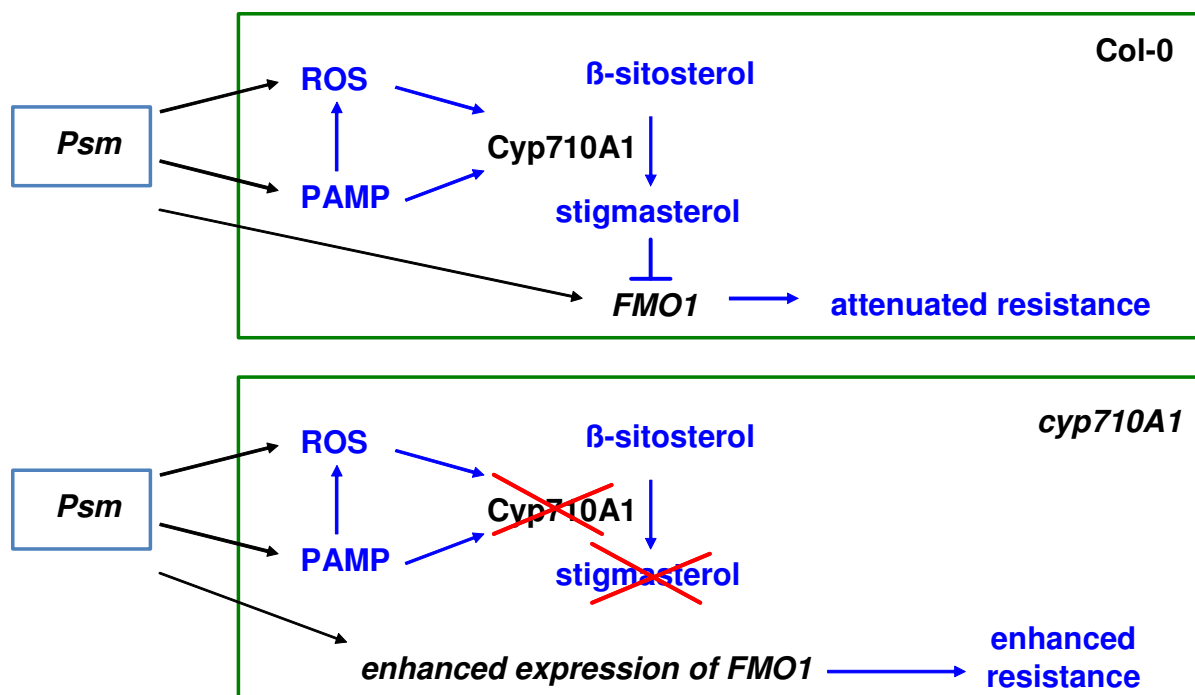 Col-0
ROS
ß-sitosterol
Psm
Cyp710A1
PAMP
stigmasterol
FMO1
attenuated resistance
cyp710A1
ROS
ß-sitosterol
Psm
Cyp710A1
PAMP
stigmasterol
enhanced expression of FMO1
enhanced
resistance